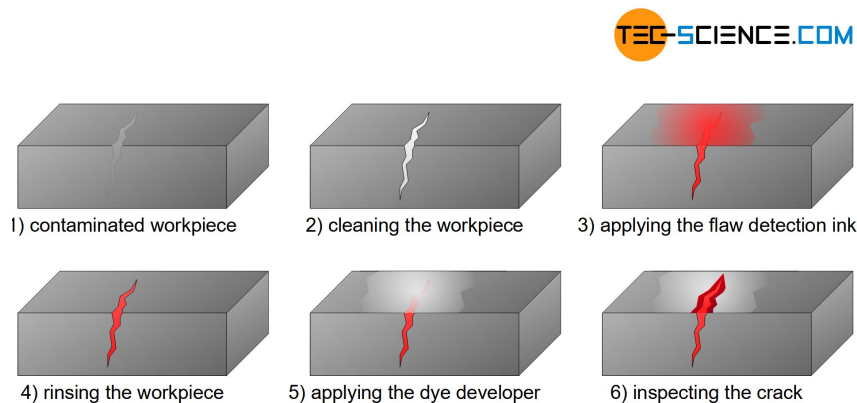 TEC-SCIENCE.COM
1) contaminated workpiece
2) cleaning the workpiece
3) applying the flaw detection ink
4) rinsing the workpiece
5) applying the dye developer
6) inspecting the crack